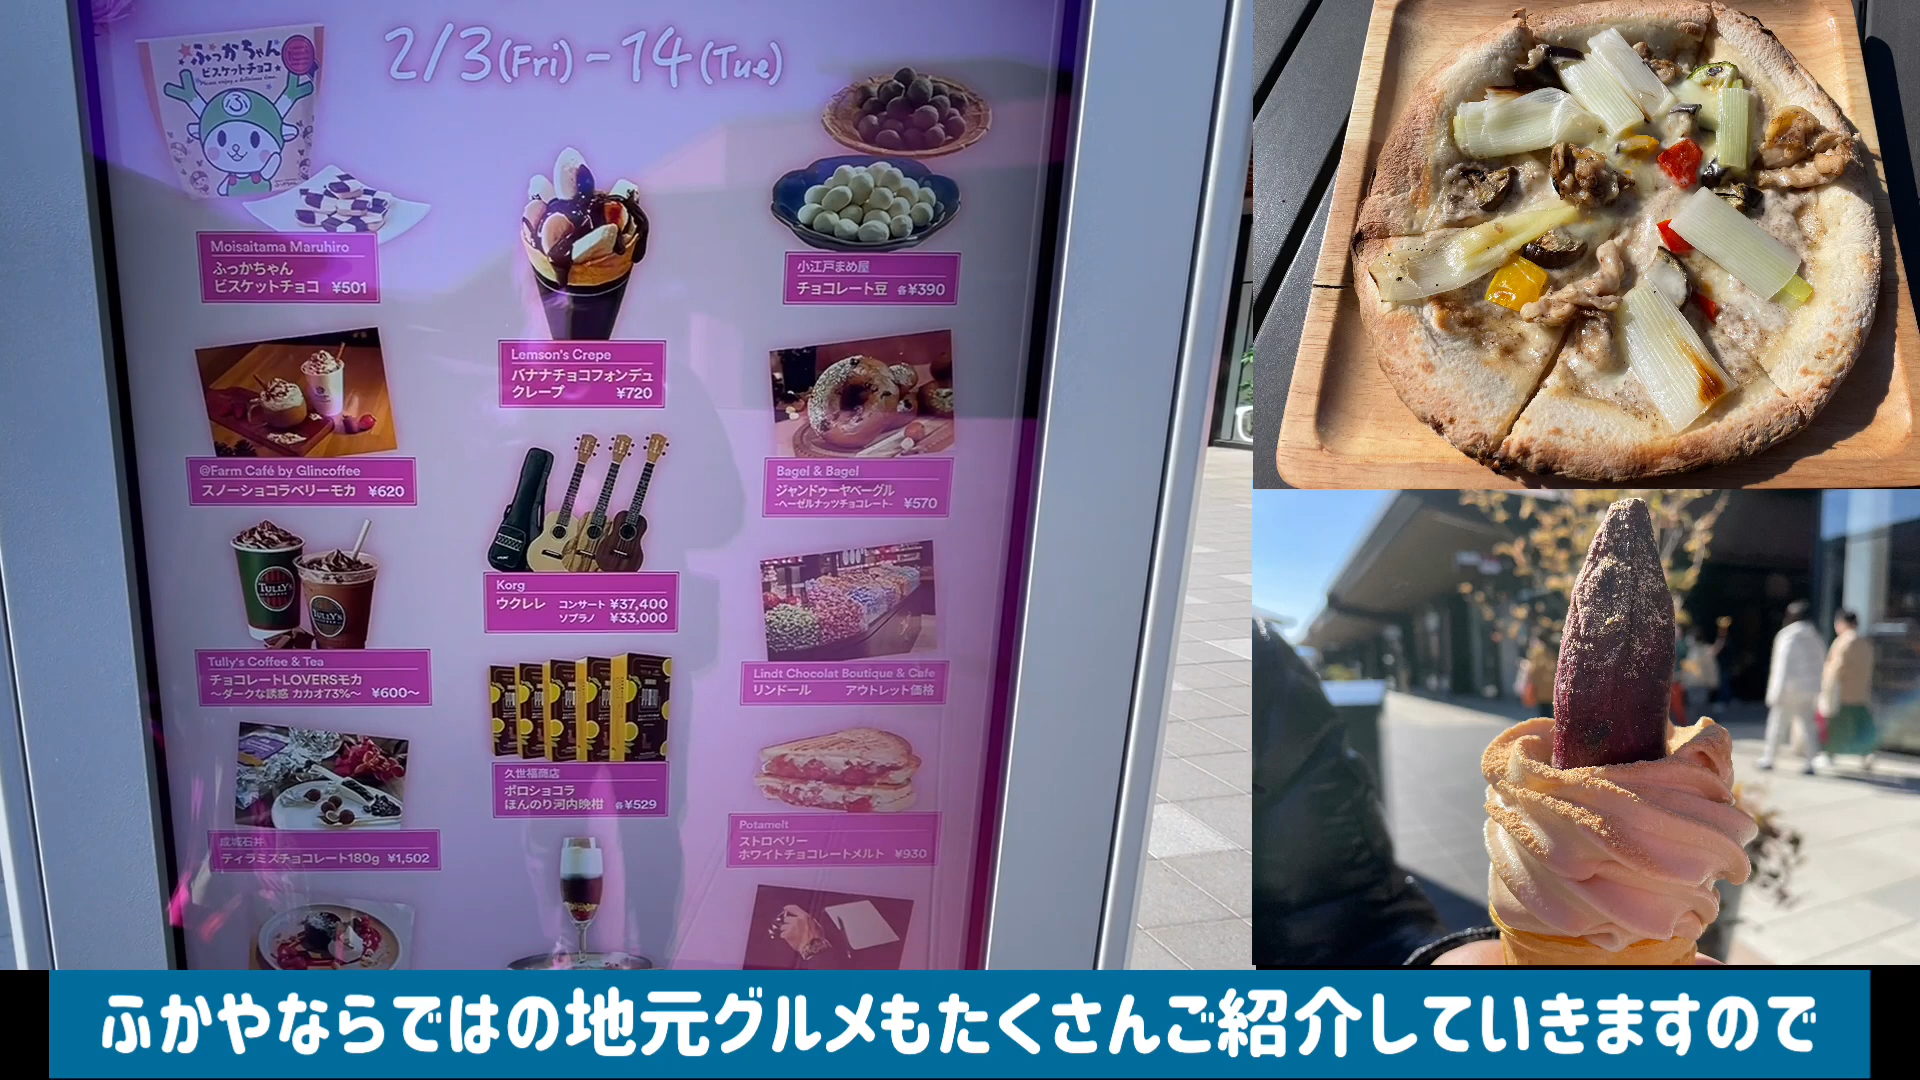 2/3(Fri)-14(Tue)
ふっかちゃん
ビスケットチョコ
Moisaitama Maruhiro
ふっかちゃん
ビスケットチョコ ¥501
Lemson's Crepe
バナナチョコフォンデュ
クレープ ¥720
小江戸まめ屋
チョコレート豆 各¥390
@Farm Café by Glincoffee
スノーショコラベリーモカ ¥620
Korg
ウクレレ コンサート ¥37,400
ソプラノ ¥33,000
Bagel & Bagel
ジャンドゥーヤベーグル
-ヘーゼルナッツチョコレート- ¥570
TULLY'S
TULLY'S
Tully's Coffee & Tea
チョコレートLOVERSモカ
〜ダークな誘惑 カカオ73%〜 ¥600〜
久世福商店
ポロショコラ
ほんのり河内晩柑 各¥529
Lindt Chocolat Boutique & Cafe
リンドール アウトレット価格
成城石井
ティラミスチョコレート180g ¥1,502
Potamelt
ストロベリー
ホワイトチョコレートメルト ¥930
ふかやならではの地元グルメもたくさんご紹介していきますので